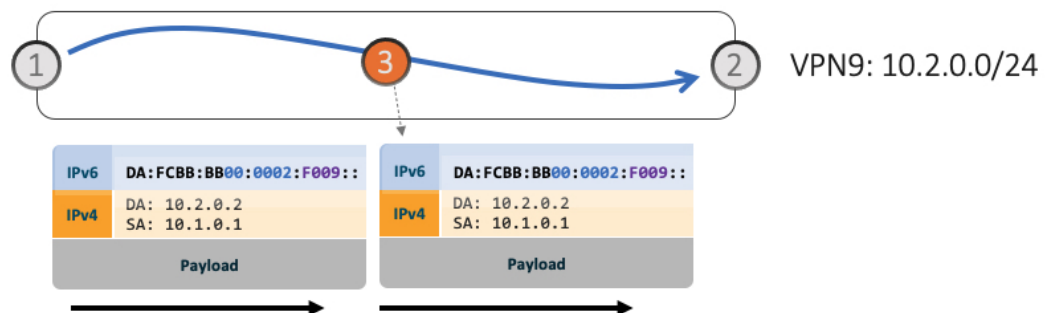 1
3
2
VPN9: 10.2.0.0/24
IPv6 DA:FCBB:BB00:0002:F009::
IPv4 DA: 10.2.0.2
SA: 10.1.0.1
Payload
IPv6 DA:FCBB:BB00:0002:F009::
IPv4 DA: 10.2.0.2
SA: 10.1.0.1
Payload